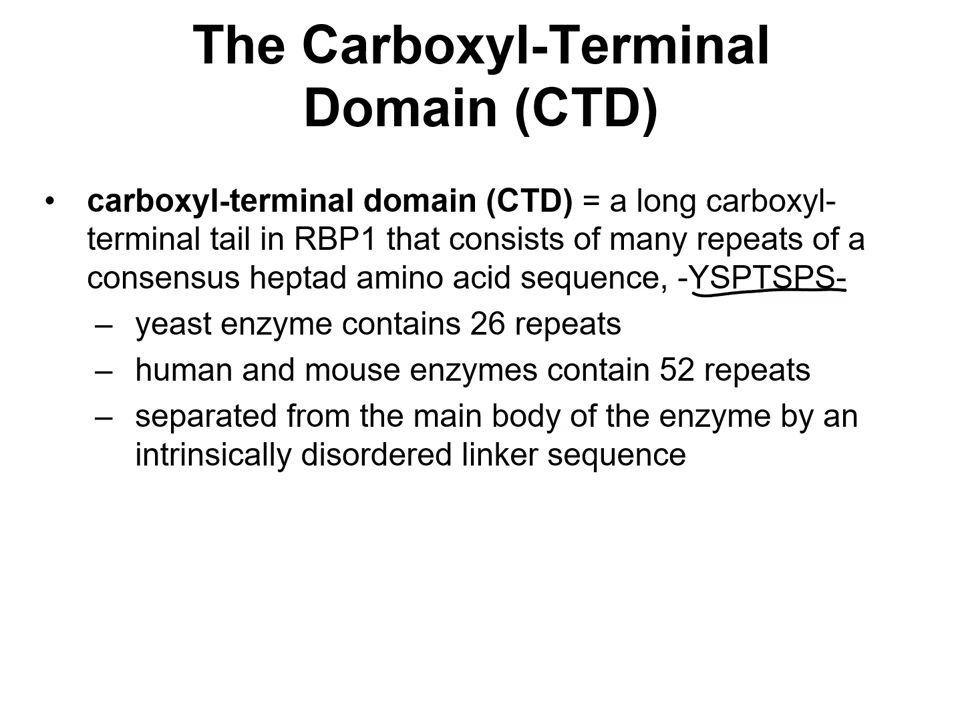 The Carboxyl-Terminal
Domain (CTD)
• carboxyl-terminal domain (CTD) = a long carboxyl-
terminal tail in RBP1 that consists of many repeats of a
consensus heptad amino acid sequence, -YSPTSPS-
– yeast enzyme contains 26 repeats
– human and mouse enzymes contain 52 repeats
– separated from the main body of the enzyme by an
intrinsically disordered linker sequence